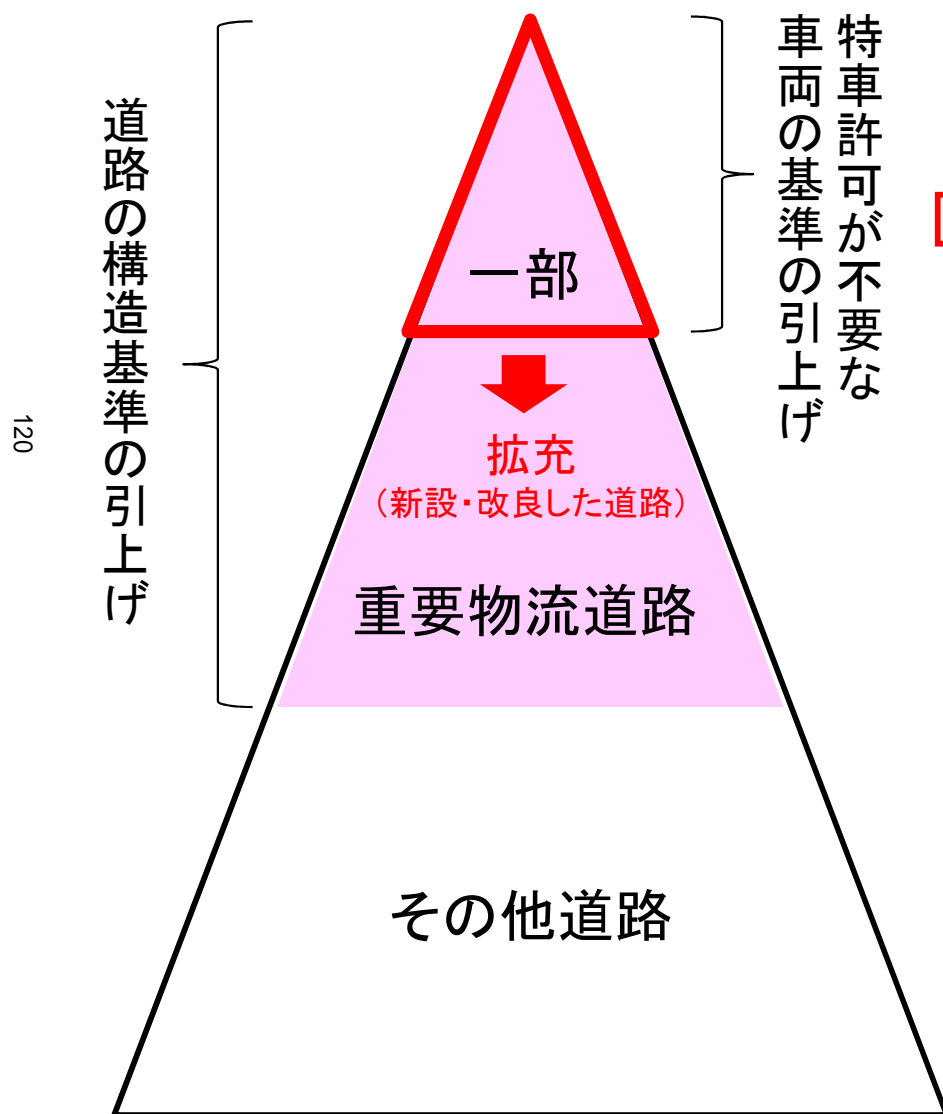 特車許可が不要な
車両の基準の引上げ
道路の構造基準の引上げ
一部
拡充
（新設・改良した道路）
重要物流道路
その他道路
120